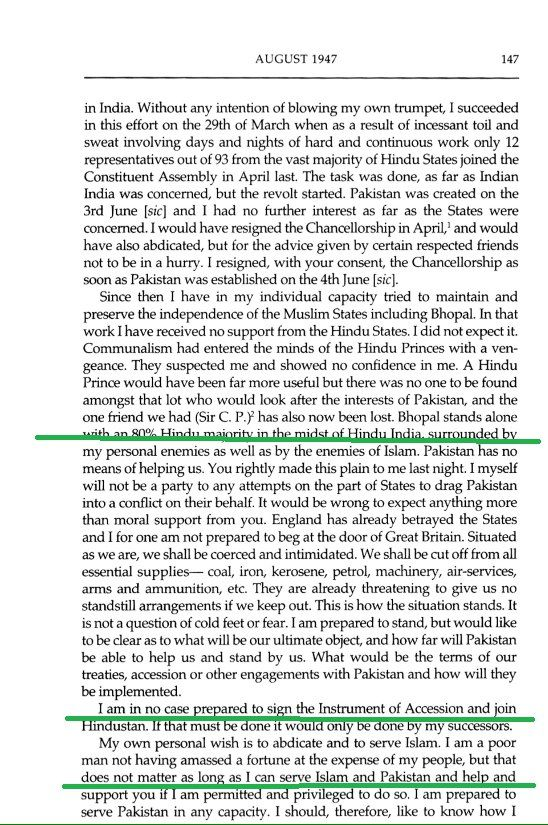 AUGUST 1947 147
in India. Without any intention of blowing my own trumpet, I succeeded
in this effort on the 29th of March when as a result of incessant toil and
sweat involving days and nights of hard and continuous work only 12
representatives out of 93 from the vast majority of Hindu States joined the
Constituent Assembly in April last. The task was done, as far as Indian
India was concerned, but the revolt started. Pakistan was created on the
3rd June [sic] and I had no further interest as far as the States were
concerned. I would have resigned the Chancellorship in April,¹ and would
have also abdicated, but for the advice given by certain respected friends
not to be in a hurry. I resigned, with your consent, the Chancellorship as
soon as Pakistan was established on the 4th June [sic].
Since then I have in my individual capacity tried to maintain and
preserve the independence of the Muslim States including Bhopal. In that
work I have received no support from the Hindu States. I did not expect it.
Communalism had entered the minds of the Hindu Princes with a ven-
geance. They suspected me and showed no confidence in me. A Hindu
Prince would have been far more useful but there was no one to be found
amongst that lot who would look after the interests of Pakistan, and the
one friend we had (Sir C. P.)² has also now been lost. Bhopal stands alone
with an 80% Hindu majority in the midst of Hindu India, surrounded by
my personal enemies as well as by the enemies of Islam. Pakistan has no
means of helping us. You rightly made this plain to me last night. I myself
will not be a party to any attempts on the part of States to drag Pakistan
into a conflict on their behalf. It would be wrong to expect anything more
than moral support from you. England has already betrayed the States
and I for one am not prepared to beg at the door of Great Britain. Situated
as we are, we shall be coerced and intimidated. We shall be cut off from all
essential supplies— coal, iron, kerosene, petrol, machinery, air-services,
arms and ammunition, etc. They are already threatening to give us no
standstill arrangements if we keep out. This is how the situation stands. It
is not a question of cold feet or fear. I am prepared to stand, but would like
to be clear as to what will be our ultimate object, and how far will Pakistan
be able to help us and stand by us. What would be the terms of our
treaties, accession or other engagements with Pakistan and how will they
be implemented.
I am in no case prepared to sign the Instrument of Accession and join
Hindustan. If that must be done it would only be done by my successors.
My own personal wish is to abdicate and to serve Islam. I am a poor
man not having amassed a fortune at the expense of my people, but that
does not matter as long as I can serve Islam and Pakistan and help and
support you if I am permitted and privileged to do so. I am prepared to
serve Pakistan in any capacity. I should, therefore, like to know how I